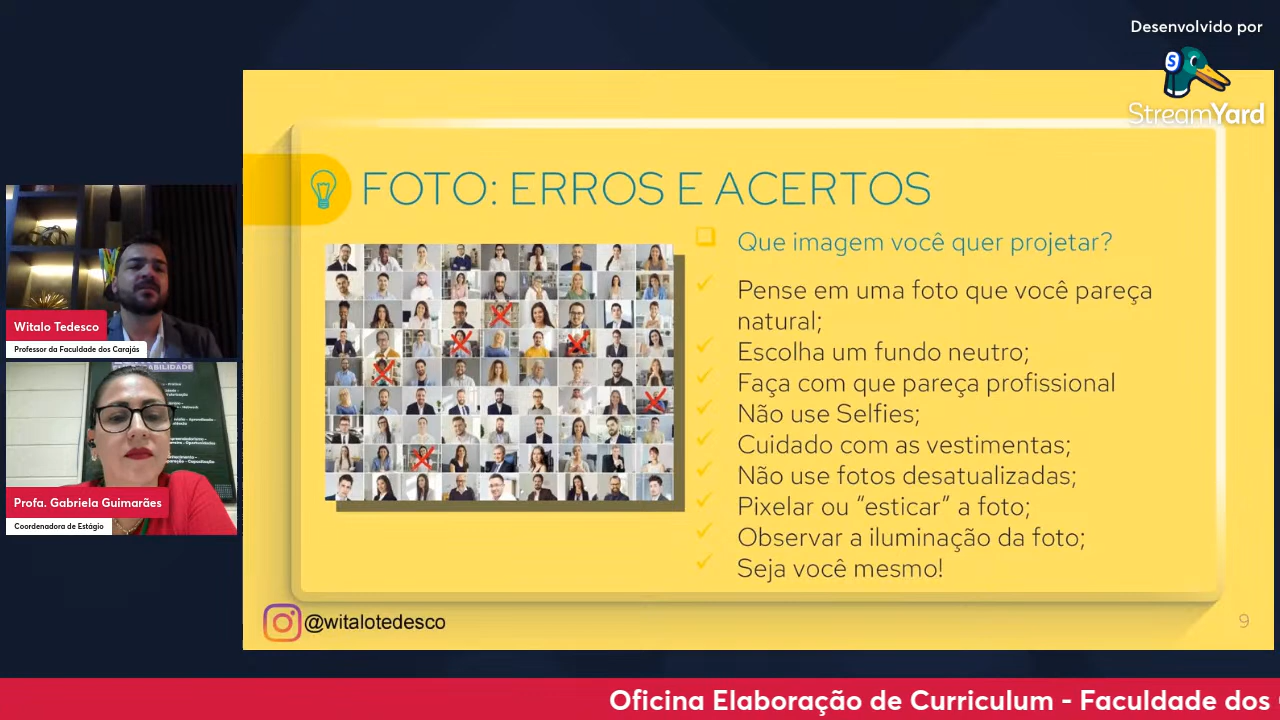 Desenvolvido por
StreamYard
FOTO: ERROS E ACERTOS
Que imagem você quer projetar?
Pense em uma foto que você pareça
natural;
Escolha um fundo neutro;
Faça com que pareça profissional
Não use Selfies;
Cuidado com as vestimentas;
Não use fotos desatualizadas;
Pixelar ou “esticar” a foto;
Observar a iluminação da foto;
Seja você mesmo!
@witalotedesco
9
Witalo Tedesco
Professor da Faculdade dos Carajás
Profa. Gabriela Guimarães
Coordenadora de Estágio
Oficina Elaboração de Curriculum - Faculdade dos